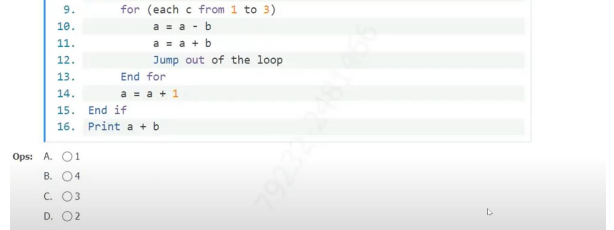 9. for (each c from 1 to 3)
10. a = a - b
11. a = a + b
12. Jump out of the loop
13. End for
14. a = a + 1
15. End if
16. Print a + b
Ops: A. 1
B. 4
C. 3
D. 2